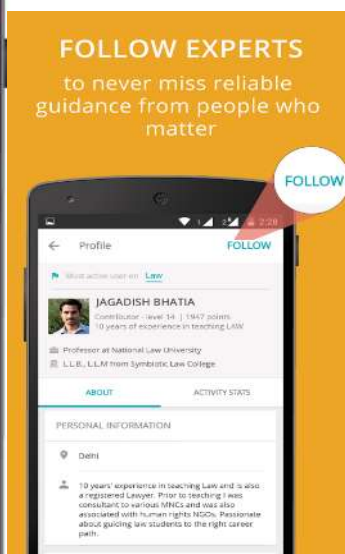 FOLLOW EXPERTS
to never miss reliable
guidance from people who
matter
FOLLOW
2:28
Profile
FOLLOW
Most active user on Law
JAGADISH BHATIA
Contributor - level 14 | 1947 points
10 years of experience in teaching LAW
Professor at National Law University
L.L.B., L.L.M from Symbiotic Law College
ABOUT
ACTIVITY STATS
PERSONAL INFORMATION
Delhi
10 years' experience in teaching Law and is also
a registered Lawyer. Prior to teaching I was
consultant to various MNCs and was also
associated with human rights NGOs. Passionate
about guiding law students to the right career
path.